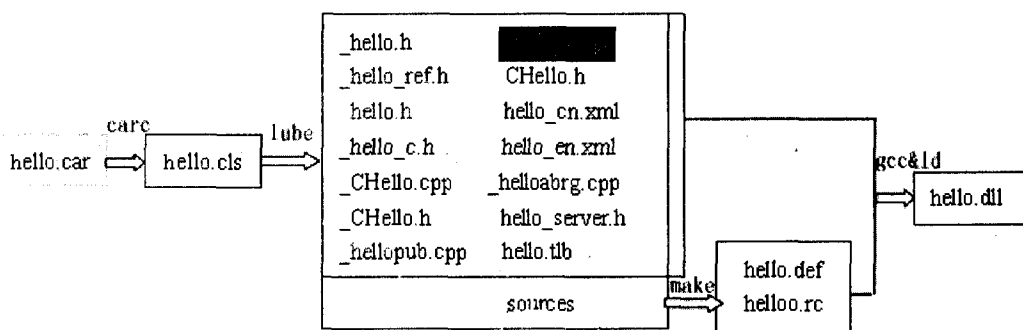 hello.car
carc
hello.cls
lube
_hello.h
_hello_ref.h
hello.h
_hello_c.h
_CHello.cpp
_CHello.h
_hellopub.cpp
CHello.h
hello_cn.xml
hello_en.xml
_helloabrg.cpp
hello_server.h
hello.tlb
sources
make
hello.def
helloo.rc
gcc&ld
hello.dll